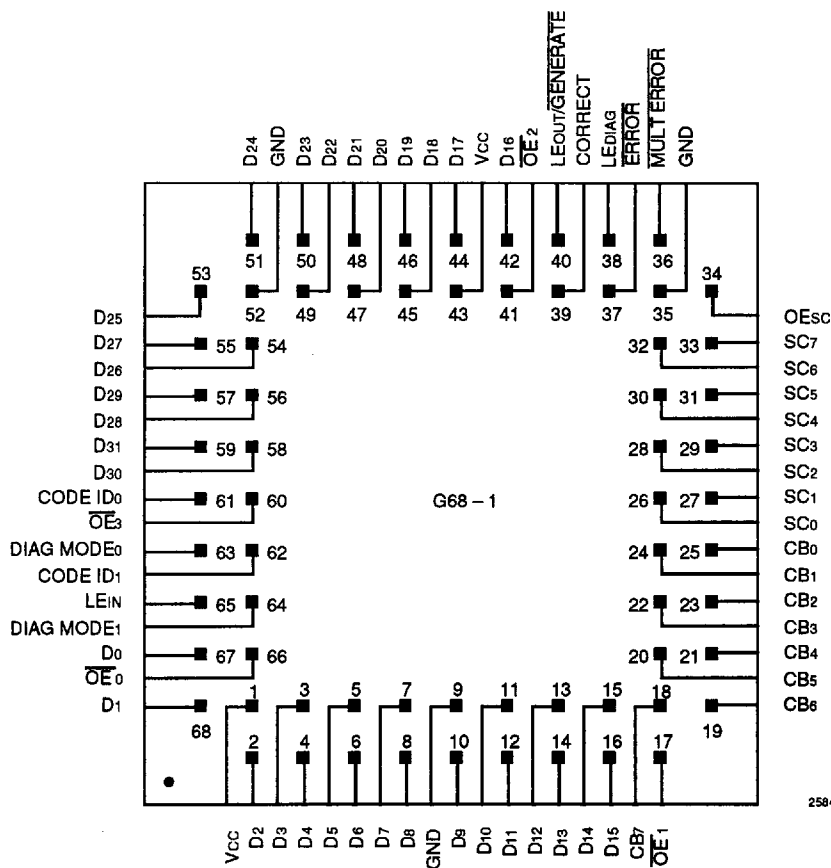 D24
GND
D23
D22
D21
D20
D19
D18
D17
VCC
D16
OE2
LEOUT/GENERATE
CORRECT
LEDIAG
ERROR
MULT ERROR
GND
51 50 48 46 44 42 40 38 36
53 34
52 49 47 45 43 41 39 37 35
D25 OESC
D27 55 54 32 33 SC7
D26 SC6
D29 57 56 30 31 SC5
D28 SC4
D31 59 58 28 29 SC3
D30 SC2
CODE ID0 61 60 G68–1 26 27 SC1
OE3 SC0
DIAG MODE0 63 62 24 25 CB0
CODE ID1 CB1
LEIN 65 64 22 23 CB2
DIAG MODE1 CB3
D0 67 66 20 21 CB4
OE0 CB5
1 3 5 7 9 11 13 15 18
D1 CB6
68 19
2 4 6 8 10 12 14 16 17
2584
VCC
D2
D3
D4
D5
D6
D7
D8
GND
D9
D10
D11
D12
D13
D14
D15
CB7
OE1